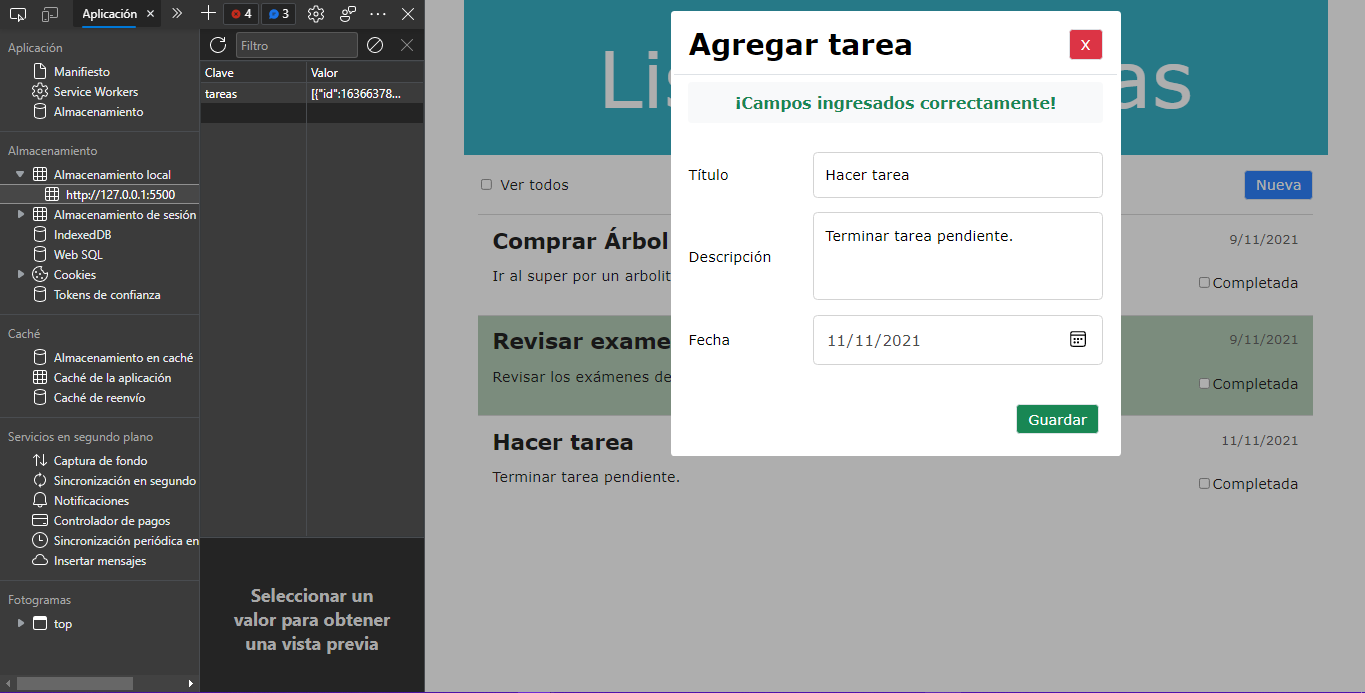 Aplicación
4
3
Aplicación
Manifiesto
Service Workers
Almacenamiento
Almacenamiento
Almacenamiento local
http://127.0.0.1:5500
Almacenamiento de sesión
IndexedDB
Web SQL
Cookies
Tokens de confianza
Caché
Almacenamiento en caché
Caché de la aplicación
Caché de reenvío
Servicios en segundo plano
Captura de fondo
Sincronización en segundo
Notificaciones
Controlador de pagos
Sincronización periódica en
Insertar mensajes
Fotogramas
top
Filtro
Clave Valor
tareas [{"id":16366378...
Seleccionar un
valor para obtener
una vista previa
Lis as
Ver todos Nueva
Comprar Árbol 9/11/2021
Ir al super por un arbolit Completada
Revisar exame 9/11/2021
Revisar los exámenes de Completada
Hacer tarea 11/11/2021
Terminar tarea pendiente. Completada
Agregar tarea X
¡Campos ingresados correctamente!
Título Hacer tarea
Descripción Terminar tarea pendiente.
Fecha 11/11/2021
Guardar